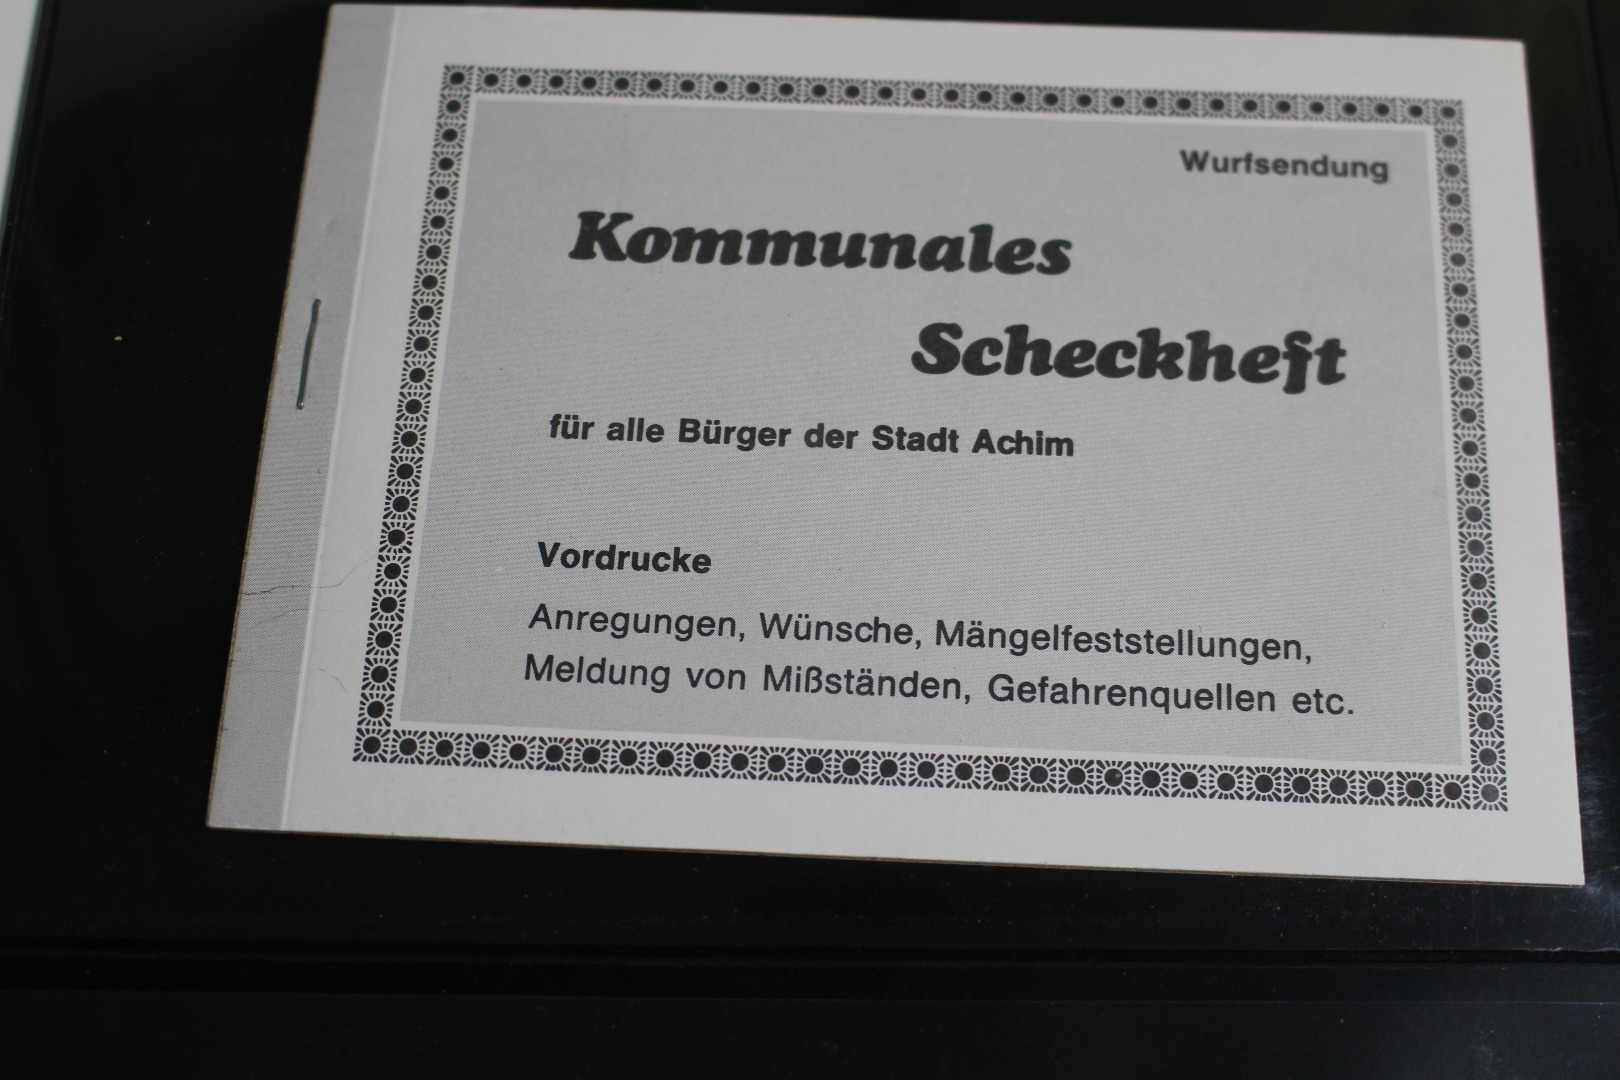 Wurfsendung
Kommunales
Scheckheft
für alle Bürger der Stadt Achim
Vordrucke
Anregungen, Wünsche, Mängelfeststellungen,
Meldung von Mißständen, Gefahrenquellen etc.